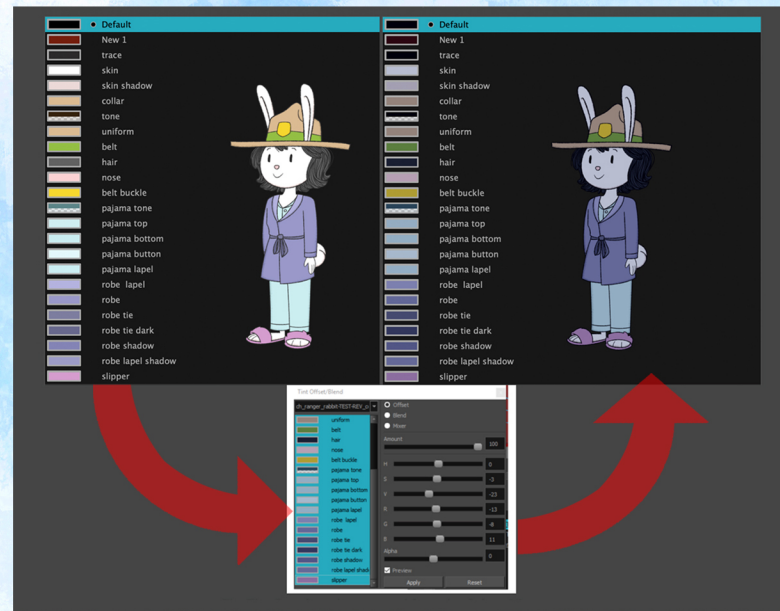 Default
New 1
trace
skin
skin shadow
collar
tone
uniform
belt
hair
nose
belt buckle
pajama tone
pajama top
pajama bottom
pajama button
pajama lapel
robe lapel
robe
robe tie
robe tie dark
robe shadow
robe lapel shadow
slipper
Default
New 1
trace
skin
skin shadow
collar
tone
uniform
belt
hair
nose
belt buckle
pajama tone
pajama top
pajama bottom
pajama button
pajama lapel
robe lapel
robe
robe tie
robe tie dark
robe shadow
robe lapel shadow
slipper
Tint Offset/Blend
ch_ranger_rabbit-TEST-REV_o
uniform
belt
hair
nose
belt buckle
pajama tone
pajama top
pajama bottom
pajama button
pajama lapel
robe lapel
robe
robe tie
robe tie dark
robe shadow
robe lapel shad
slipper
Offset
Blend
Mixer
Amount
100
H 0
S -3
V -23
R -13
G -8
B 11
Alpha
0
Preview
Apply Reset